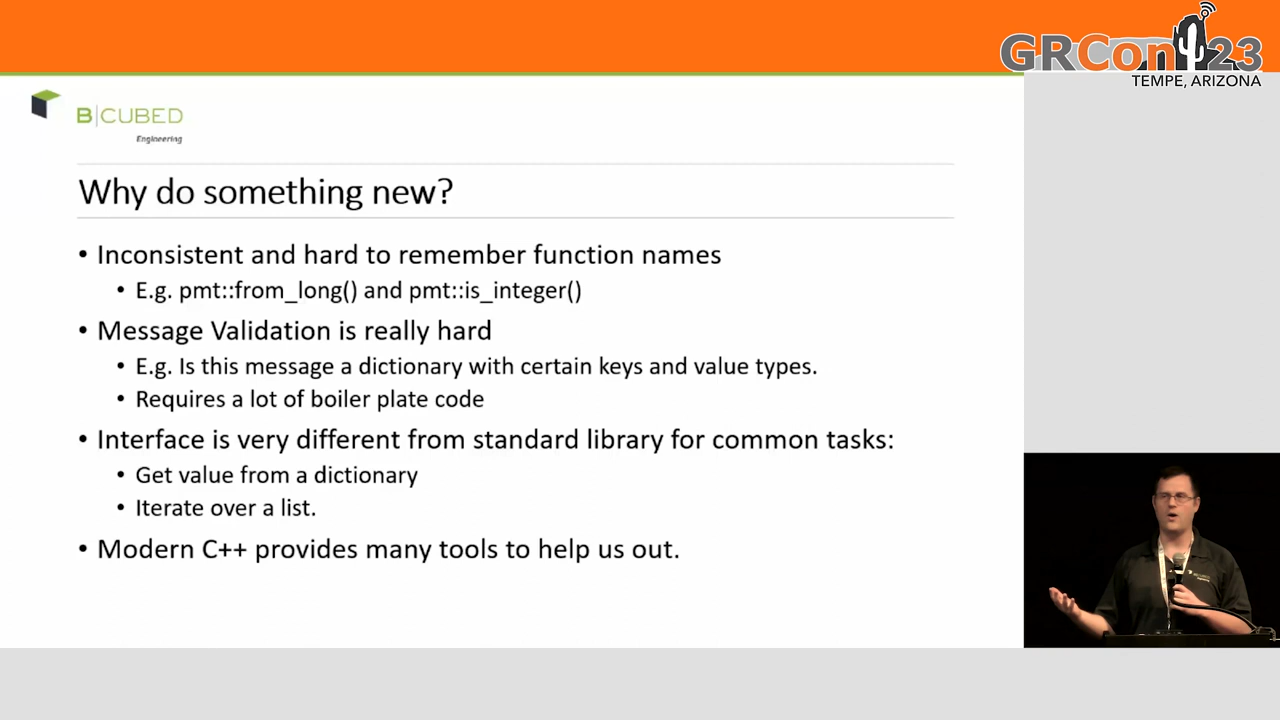 GRCon 23
TEMPE, ARIZONA
B|CUBED
Engineering
Why do something new?
• Inconsistent and hard to remember function names
• E.g. pmt::from_long() and pmt::is_integer()
• Message Validation is really hard
• E.g. Is this message a dictionary with certain keys and value types.
• Requires a lot of boiler plate code
• Interface is very different from standard library for common tasks:
• Get value from a dictionary
• Iterate over a list.
• Modern C++ provides many tools to help us out.